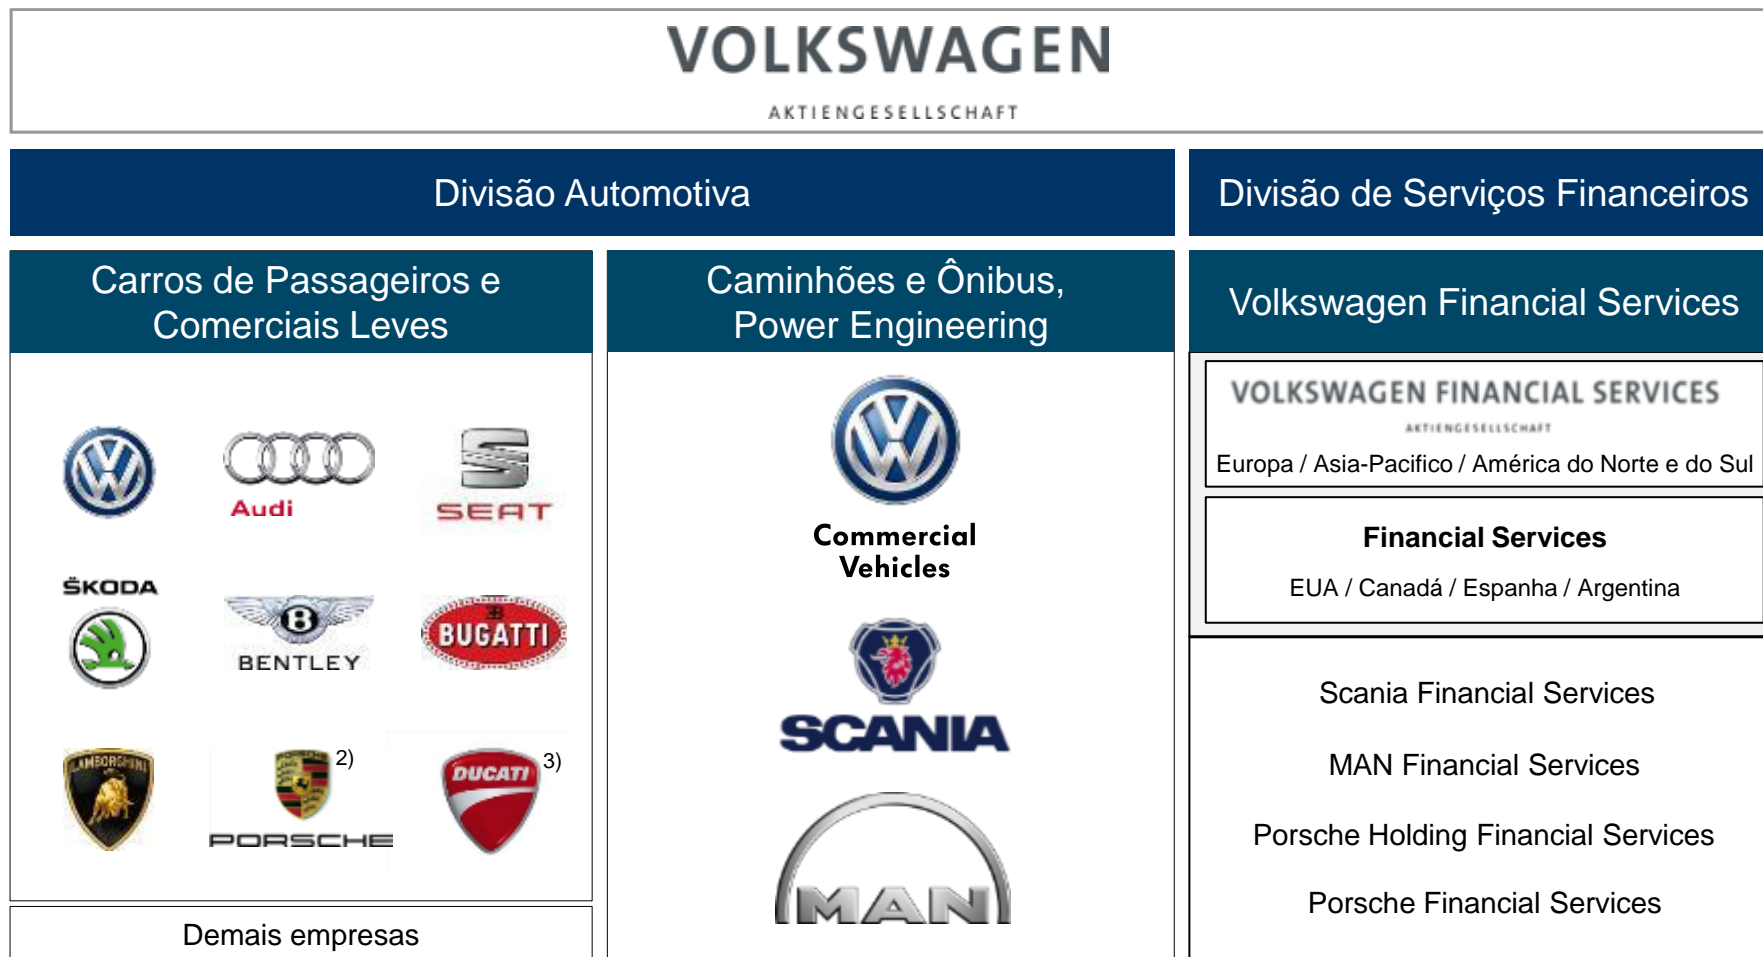 VOLKSWAGEN
AKTIENGESELLSCHAFT
Divisão Automotiva
Divisão de Serviços Financeiros
Carros de Passageiros e
Comerciais Leves
Caminhões e Ônibus,
Power Engineering
Volkswagen Financial Services
Audi
SEAT
ŠKODA
BENTLEY
BUGATTI
LAMBORGHINI
PORSCHE
PORSCHE
2)
DUCATI
3)
Demais empresas
Commercial
Vehicles
SCANIA
MAN
VOLKSWAGEN FINANCIAL SERVICES
AKTIENGESELLSCHAFT
Europa / Asia-Pacifico / América do Norte e do Sul
Financial Services
EUA / Canadá / Espanha / Argentina
Scania Financial Services
MAN Financial Services
Porsche Holding Financial Services
Porsche Financial Services